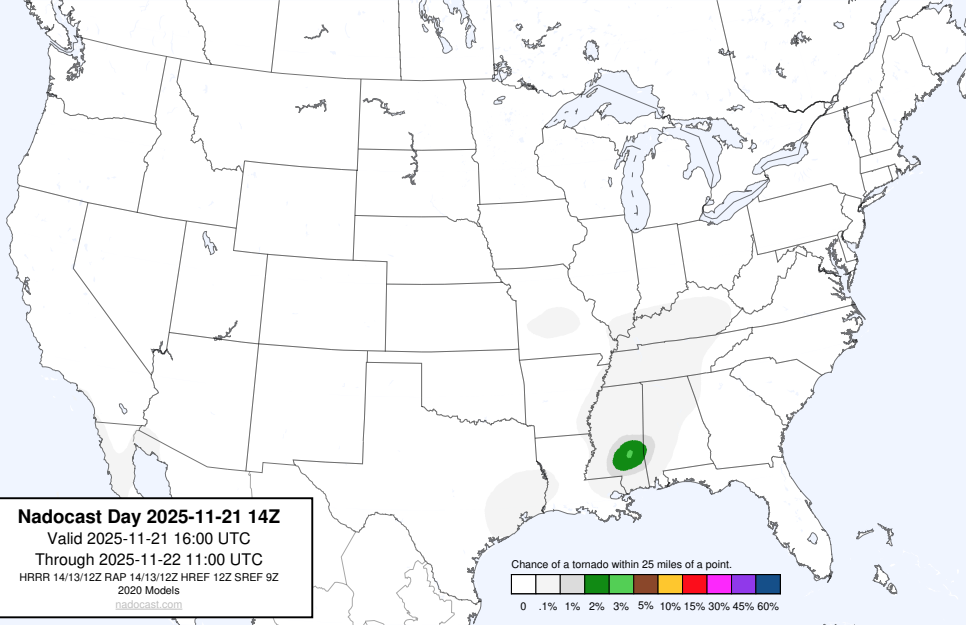 Nadocast Day 2025-11-21 14Z
Valid 2025-11-21 16:00 UTC
Through 2025-11-22 11:00 UTC
HRRR 14/13/12Z RAP 14/13/12Z HREF 12Z SREF 9Z
2020 Models
nadocast.com
Chance of a tornado within 25 miles of a point.
0 .1% 1% 2% 3% 5% 10% 15% 30% 45% 60%